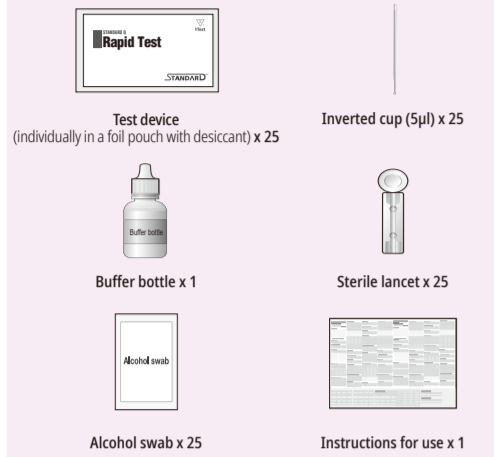 STANDARD Q
Rapid Test
1Test
STANDARD
Test device
(individually in a foil pouch with desiccant) x 25
Inverted cup (5μl) x 25
Buffer bottle
Buffer bottle x 1
Sterile lancet x 25
Alcohol swab
Alcohol swab x 25
Instructions for use x 1